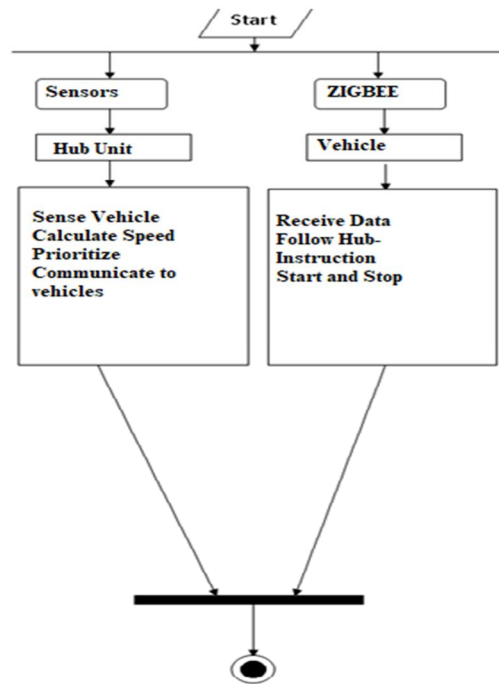 Start
Sensors
ZIGBEE
Hub Unit
Vehicle
Sense Vehicle
Calculate Speed
Prioritize
Communicate to
vehicles
Receive Data
Follow Hub-
Instruction
Start and Stop